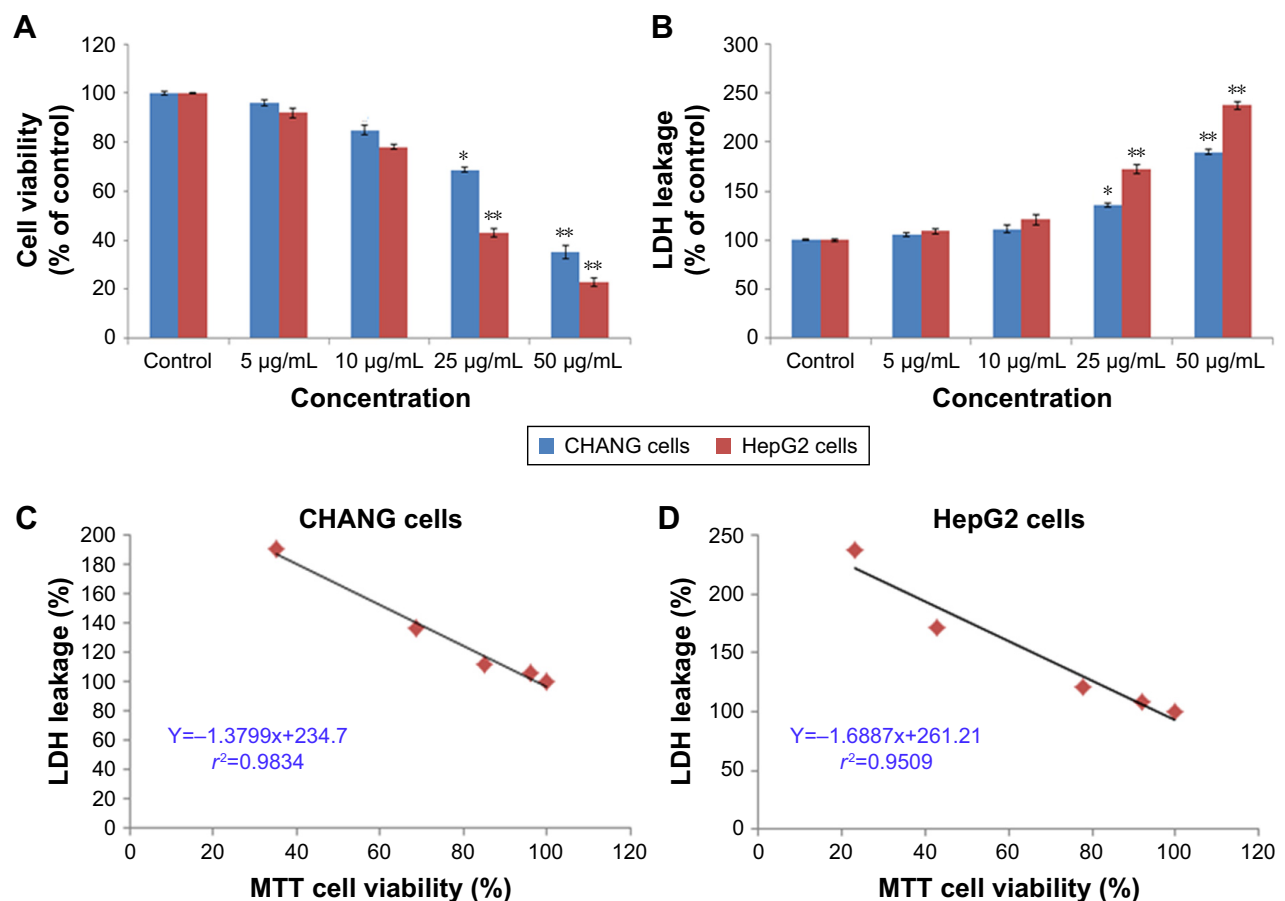 A
Cell viability
(% of control)
120
100
80
60
40
20
0
*
**
**
**
Control
5 µg/mL
10 µg/mL
25 µg/mL
50 µg/mL
Concentration
B
LDH leakage
(% of control)
300
250
200
150
100
50
0
*
**
**
**
Control
5 µg/mL
10 µg/mL
25 µg/mL
50 µg/mL
Concentration
CHANG cells
HepG2 cells
C
CHANG cells
LDH leakage (%)
200
180
160
140
120
100
80
60
40
20
0
Y=–1.3799x+234.7
r²=0.9834
0
20
40
60
80
100
120
MTT cell viability (%)
D
HepG2 cells
LDH leakage (%)
250
200
150
100
50
0
Y=–1.6887x+261.21
r²=0.9509
0
20
40
60
80
100
120
MTT cell viability (%)